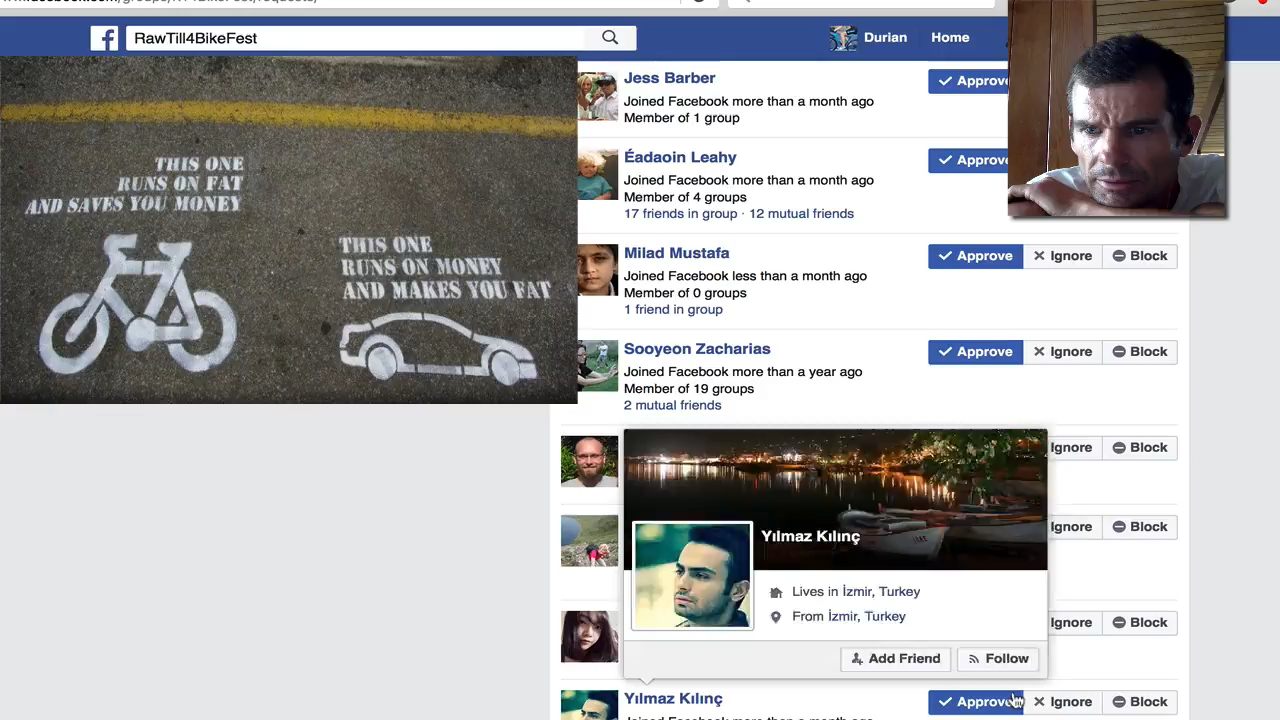 RawTill4BikeFest
Durian
Home
THIS ONE
RUNS ON FAT
AND SAVES YOU MONEY
THIS ONE
RUNS ON MONEY
AND MAKES YOU FAT
Jess Barber
Joined Facebook more than a month ago
Member of 1 group
Approve
Éadaoin Leahy
Joined Facebook more than a month ago
Member of 4 groups
17 friends in group · 12 mutual friends
Approve
Milad Mustafa
Joined Facebook less than a month ago
Member of 0 groups
1 friend in group
Approve Ignore Block
Sooyeon Zacharias
Joined Facebook more than a year ago
Member of 19 groups
2 mutual friends
Approve Ignore Block
Ignore Block
Yılmaz Kılınç
Ignore Block
Lives in İzmir, Turkey
From İzmir, Turkey
Ignore Block
Add Friend Follow
Yılmaz Kılınç
Approve Ignore Block